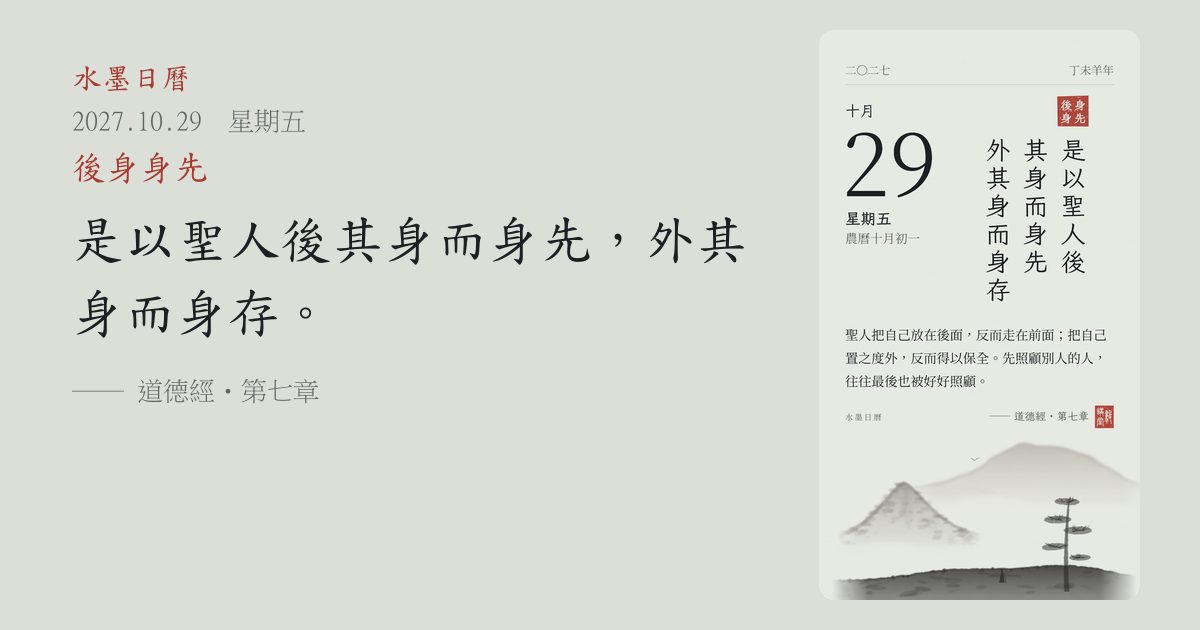 水墨日曆
2027.10.29 星期五
後身身先
是以聖人後其身而身先，外其
身而身存。
—— 道德經・第七章
二〇二七
丁未羊年
十月
29
星期五
農曆十月初一
身先
後身
是以聖人後
其身而身先
外其身而身存
聖人把自己放在後面，反而走在前面；把自己
置之度外，反而得以保全。先照顧別人的人，
往往最後也被好好照顧。
水墨日曆
—— 道德經・第七章